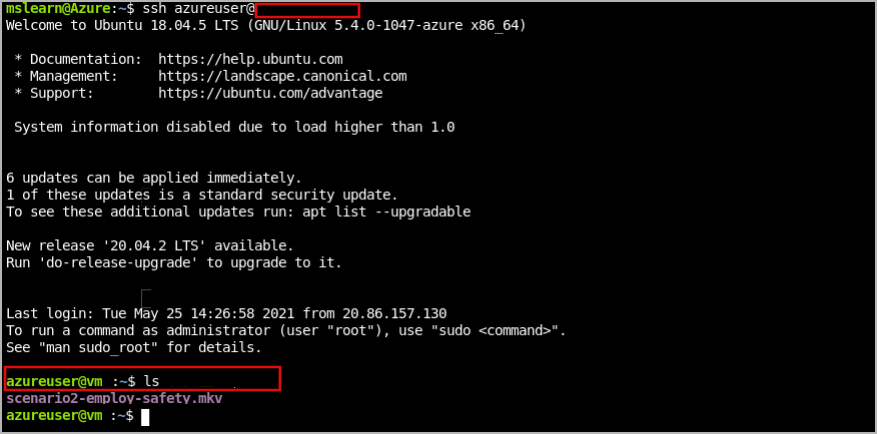 mslearn@Azure:~$ ssh azureuser@
Welcome to Ubuntu 18.04.5 LTS (GNU/Linux 5.4.0-1047-azure x86_64)
* Documentation:  https://help.ubuntu.com
* Management:     https://landscape.canonical.com
* Support:        https://ubuntu.com/advantage
System information disabled due to load higher than 1.0
6 updates can be applied immediately.
1 of these updates is a standard security update.
To see these additional updates run: apt list --upgradable
New release '20.04.2 LTS' available.
Run 'do-release-upgrade' to upgrade to it.
Last login: Tue May 25 14:26:58 2021 from 20.86.157.130
To run a command as administrator (user "root"), use "sudo <command>".
See "man sudo_root" for details.
azureuser@vm :~$ ls
scenario2-employ-safety.mkv
azureuser@vm :~$